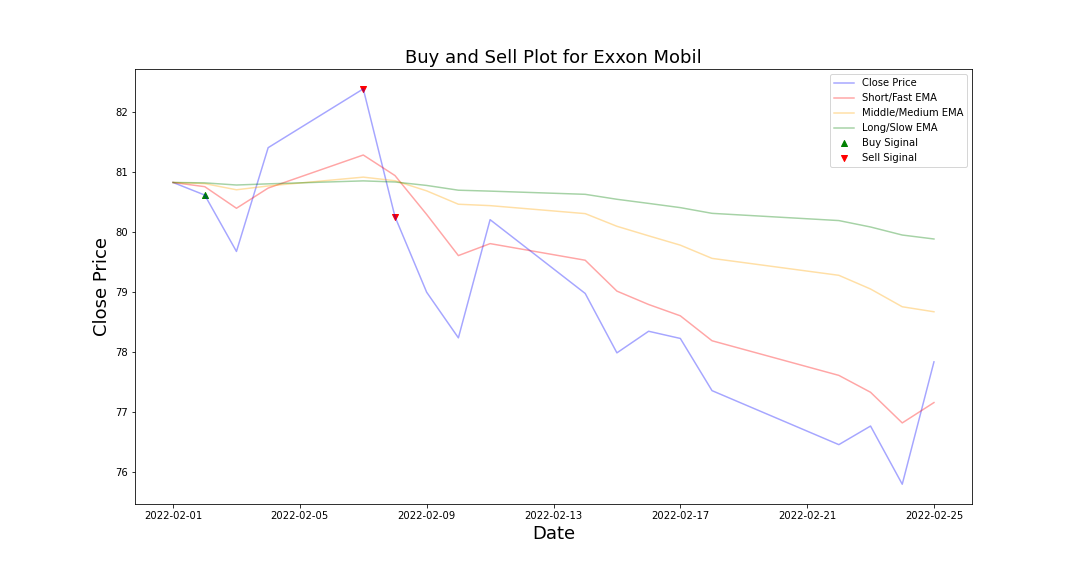 Buy and Sell Plot for Exxon Mobil
Close Price
Short/Fast EMA
Middle/Medium EMA
Long/Slow EMA
Buy Siginal
Sell Siginal
82
81
80
79
78
77
76
Close Price
2022-02-01 2022-02-05 2022-02-09 2022-02-13 2022-02-17 2022-02-21 2022-02-25
Date